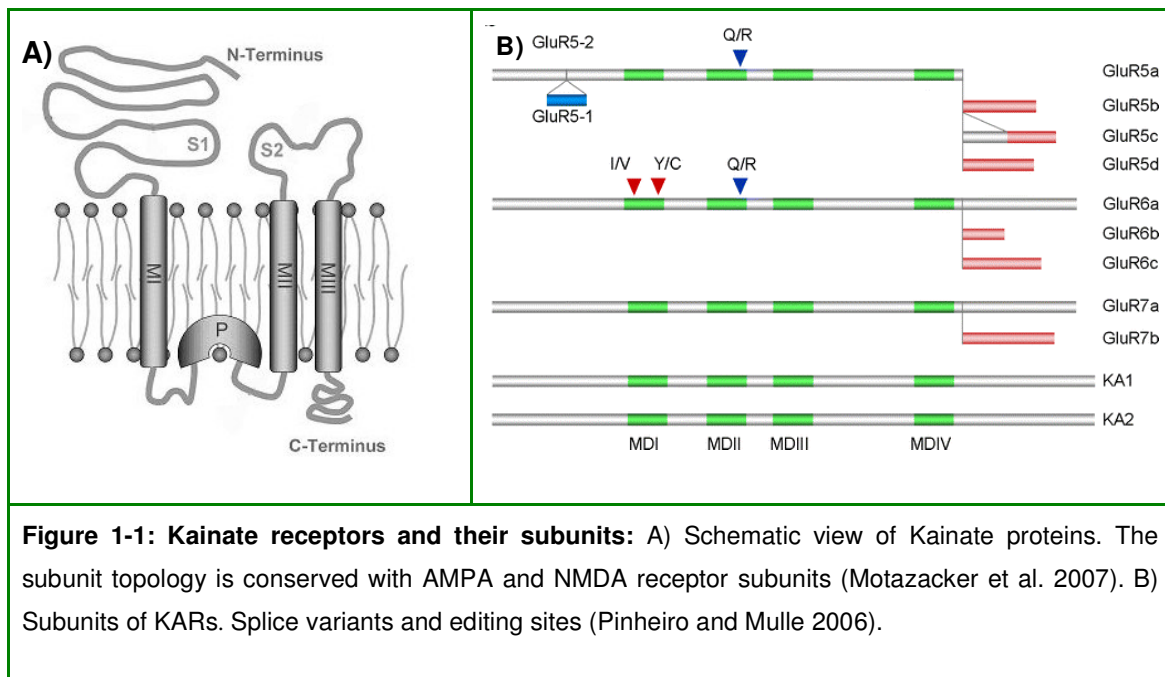 A)
N-Terminus
S1
S2
MI
MII
MIII
P
C-Terminus
B)
GluR5-2
Q/R
GluR5a
GluR5-1
GluR5b
GluR5c
GluR5d
I/V Y/C Q/R
GluR6a
GluR6b
GluR6c
GluR7a
GluR7b
KA1
KA2
MDI MDII MDIII MDIV
Figure 1-1: Kainate receptors and their subunits: A) Schematic view of Kainate proteins. The
subunit topology is conserved with AMPA and NMDA receptor subunits (Motazacker et al. 2007). B)
Subunits of KARs. Splice variants and editing sites (Pinheiro and Mulle 2006).